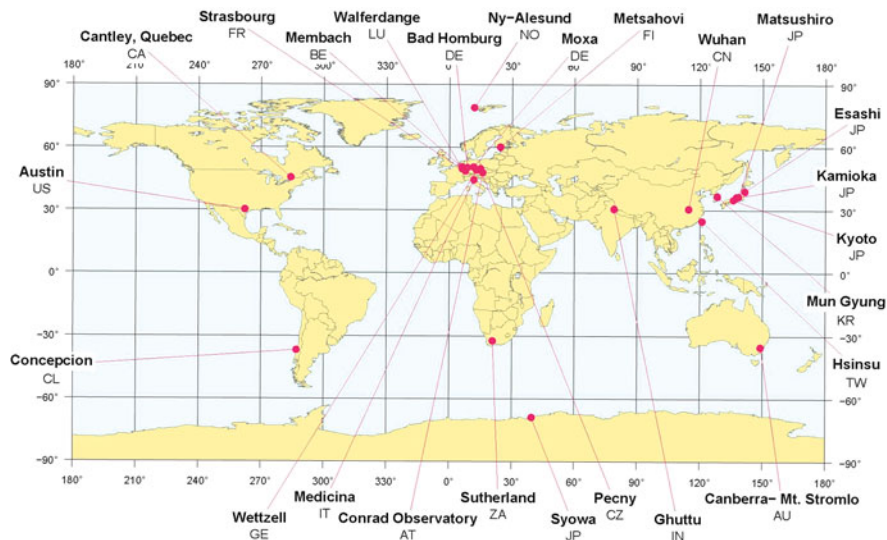 Strasbourg
FR
Walferdange
LU
Ny-Alesund
NO
Metsahovi
FI
Matsushiro
JP
Cantley, Quebec
CA
Membach
BE
Bad Homburg
DE
Moxa
DE
Wuhan
CN
180° 210° 240° 270° 300° 330° 0° 30° 60° 90° 120° 150° 180°
90° 90°
Esashi
JP
60° 60°
Austin
US
Kamioka
JP
30° 30°
Kyoto
JP
0° 0°
Mun Gyung
KR
-30° -30°
Concepcion
CL
Hsinsu
TW
-60° -60°
-90° -90°
180° 210° 240° 270° 300° 330° 0° 30° 60° 90° 120° 150° 180°
Wettzell
GE
Medicina
IT
Conrad Observatory
AT
Sutherland
ZA
Syowa
JP
Pecny
CZ
Ghuttu
IN
Canberra- Mt. Stromlo
AU